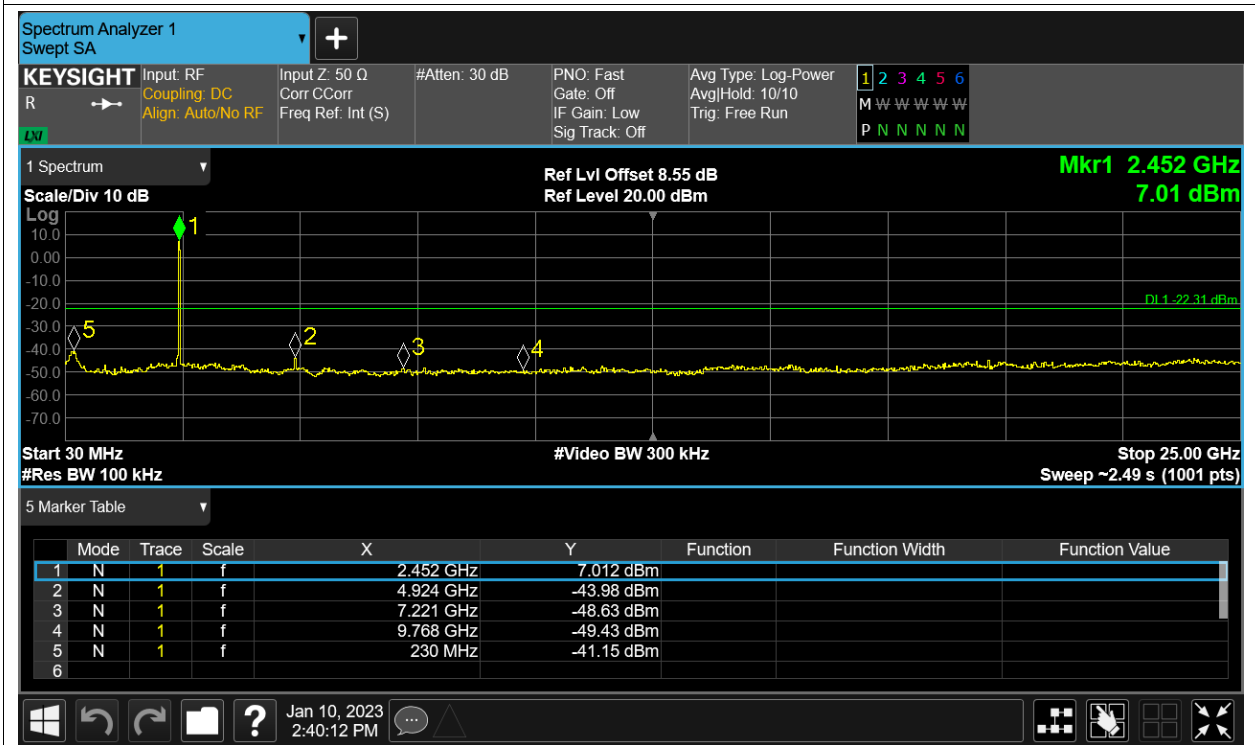 Spectrum Analyzer 1
Swept SA
+
KEYSIGHT Input: RF Input Z: 50 Ω #Atten: 30 dB PNO: Fast Avg Type: Log-Power 1 2 3 4 5 6
R Coupling: DC Corr CCorr Gate: Off Avg|Hold: 10/10 M W W W W W
Align: Auto/No RF Freq Ref: Int (S) IF Gain: Low Trig: Free Run
LXI Sig Track: Off P N N N N N
1 Spectrum Ref Lvl Offset 8.55 dB Mkr1 2.452 GHz
Scale/Div 10 dB Ref Level 20.00 dBm 7.01 dBm
Log
10.0
0.00
-10.0
-20.0
-30.0
-40.0
-50.0
-60.0
-70.0
1
DL1 -22.31 dBm
5
2
3
4
Start 30 MHz #Video BW 300 kHz Stop 25.00 GHz
#Res BW 100 kHz Sweep ~2.49 s (1001 pts)
5 Marker Table
Mode Trace Scale X Y Function Function Width Function Value
1 N 1 f 2.452 GHz 7.012 dBm
2 N 1 f 4.924 GHz -43.98 dBm
3 N 1 f 7.221 GHz -48.63 dBm
4 N 1 f 9.768 GHz -49.43 dBm
5 N 1 f 230 MHz -41.15 dBm
6
? Jan 10, 2023
2:40:12 PM